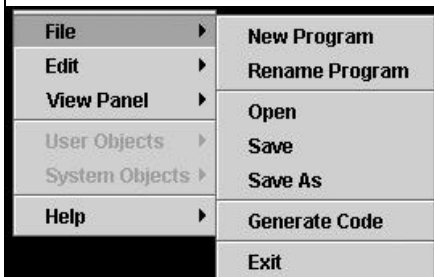 File
Edit
View Panel
User Objects
System Objects
Help
New Program
Rename Program
Open
Save
Save As
Generate Code
Exit